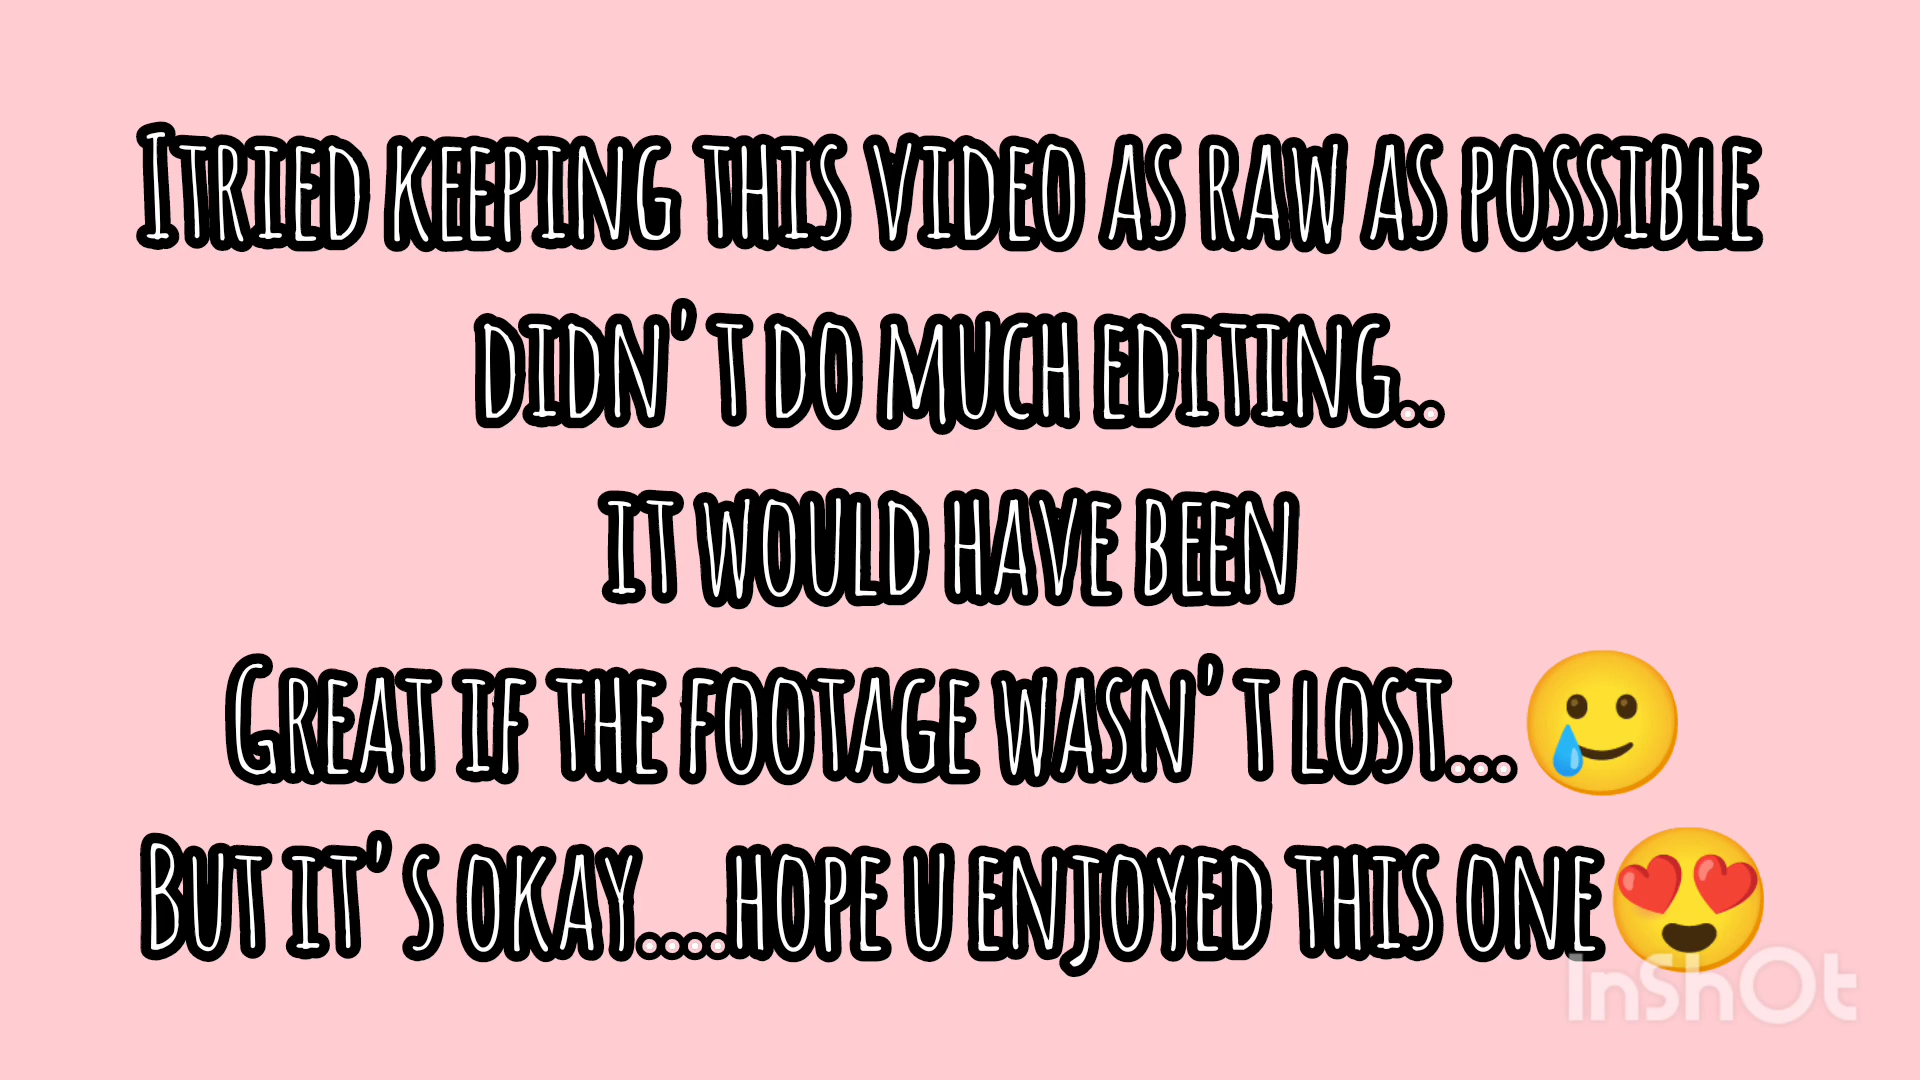 I tried keeping this video as raw as possible
didn't do much editing..
it would have been
Great if the footage wasn't lost...🥲
But it's okay....hope u enjoyed this one😍
InShOt